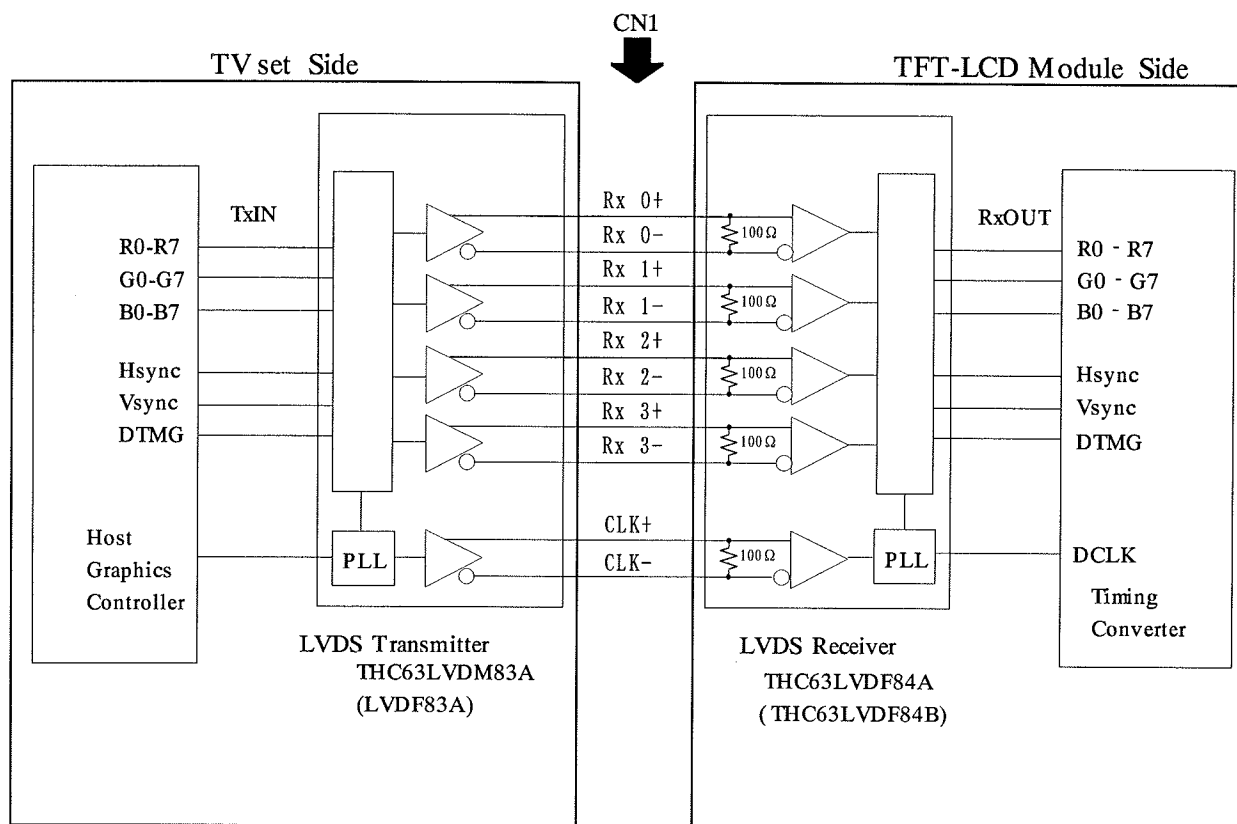 CN1
TV set Side
TFT-LCD Module Side
TxIN
R0-R7
G0-G7
B0-B7
Hsync
Vsync
DTMG
Host
Graphics
Controller
PLL
LVDS Transmitter
THC63LVDM83A
(LVDF83A)
Rx 0+
Rx 0-
Rx 1+
Rx 1-
Rx 2+
Rx 2-
Rx 3+
Rx 3-
CLK+
CLK-
100Ω
100Ω
100Ω
100Ω
100Ω
PLL
LVDS Receiver
THC63LVDF84A
( THC63LVDF84B)
RxOUT
R0 - R7
G0 - G7
B0 - B7
Hsync
Vsync
DTMG
DCLK
Timing
Converter